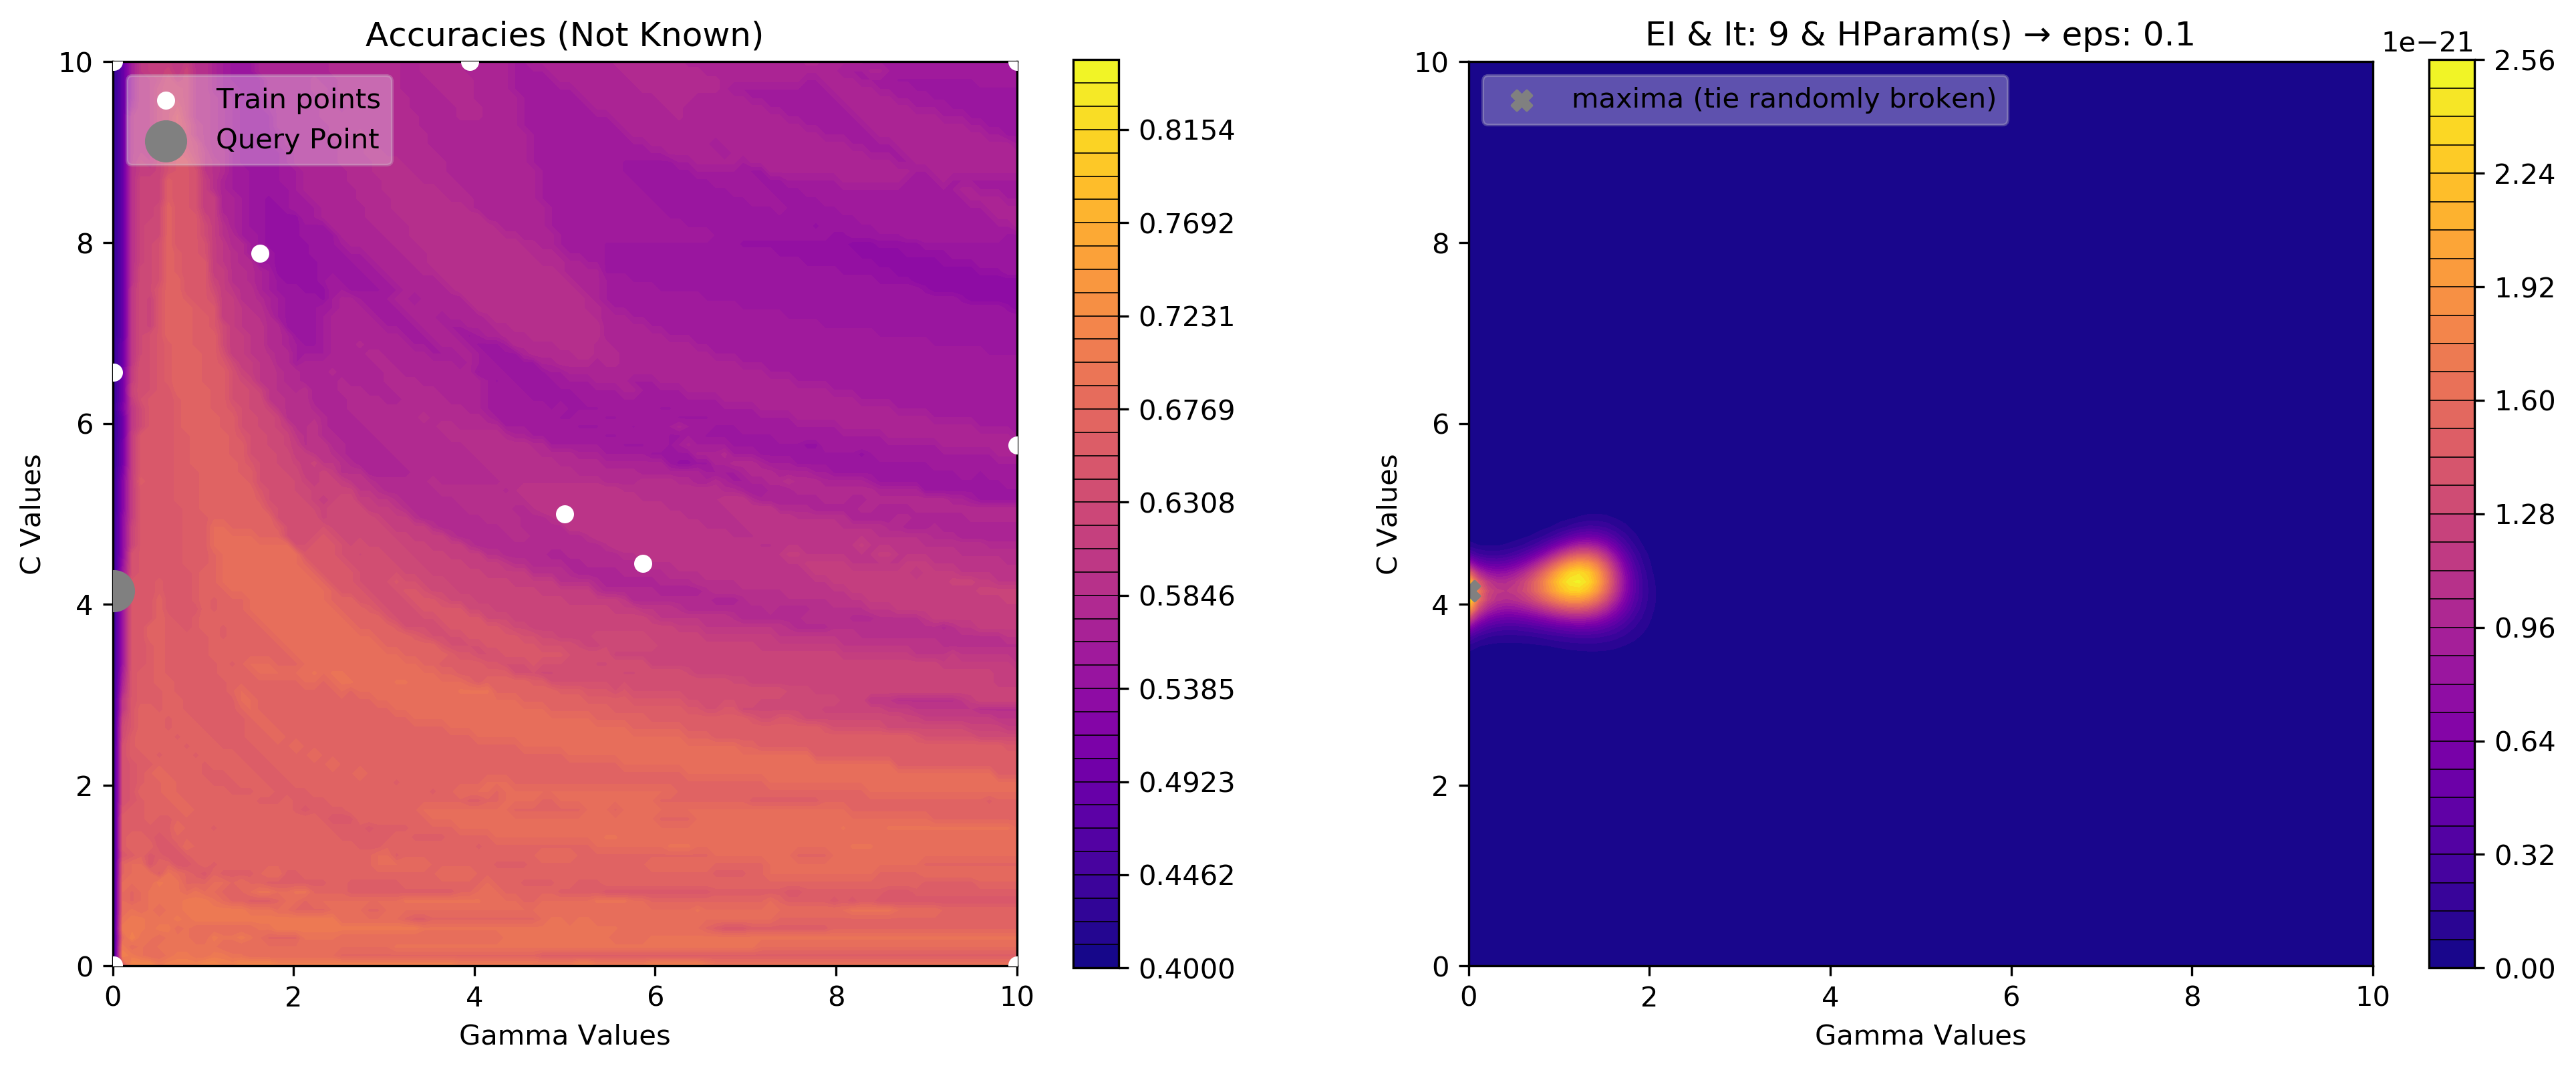 Accuracies (Not Known)
10
8
6
4
2
0
C Values
Train points
Query Point
0 2 4 6 8 10
Gamma Values
0.8154
0.7692
0.7231
0.6769
0.6308
0.5846
0.5385
0.4923
0.4462
0.4000
EI & It: 9 & HParam(s) → eps: 0.1
10
8
6
4
2
0
C Values
maxima (tie randomly broken)
0 2 4 6 8 10
Gamma Values
1e−21
2.56
2.24
1.92
1.60
1.28
0.96
0.64
0.32
0.00